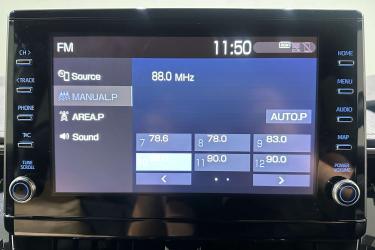 FM 11:50
CH >
< TRACK
PHONE
TUNE
SCROLL
HOME
MENU
AUDIO
MAP
POWER
VOLUME
Source
88.0 MHz
MANUAL.P
AREA.P
AUTO.P
Sound
7 78.6
8 78.0
9 83.0
11 90.0
12 90.0
< >